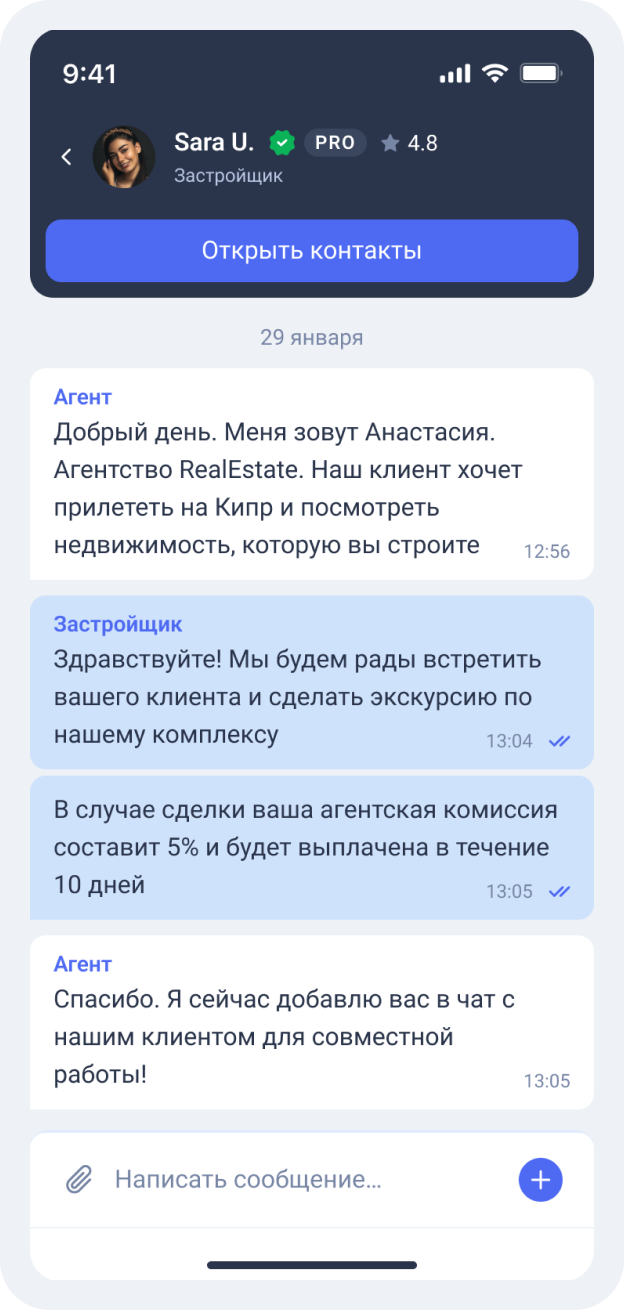 9:41
Sara U. PRO 4.8
Застройщик
Открыть контакты
29 января
Агент
Добрый день. Меня зовут Анастасия.
Агентство RealEstate. Наш клиент хочет
прилететь на Кипр и посмотреть
недвижимость, которую вы строите 12:56
Застройщик
Здравствуйте! Мы будем рады встретить
вашего клиента и сделать экскурсию по
нашему комплексу 13:04
В случае сделки ваша агентская комиссия
составит 5% и будет выплачена в течение
10 дней 13:05
Агент
Спасибо. Я сейчас добавлю вас в чат с
нашим клиентом для совместной
работы! 13:05
Написать сообщение...